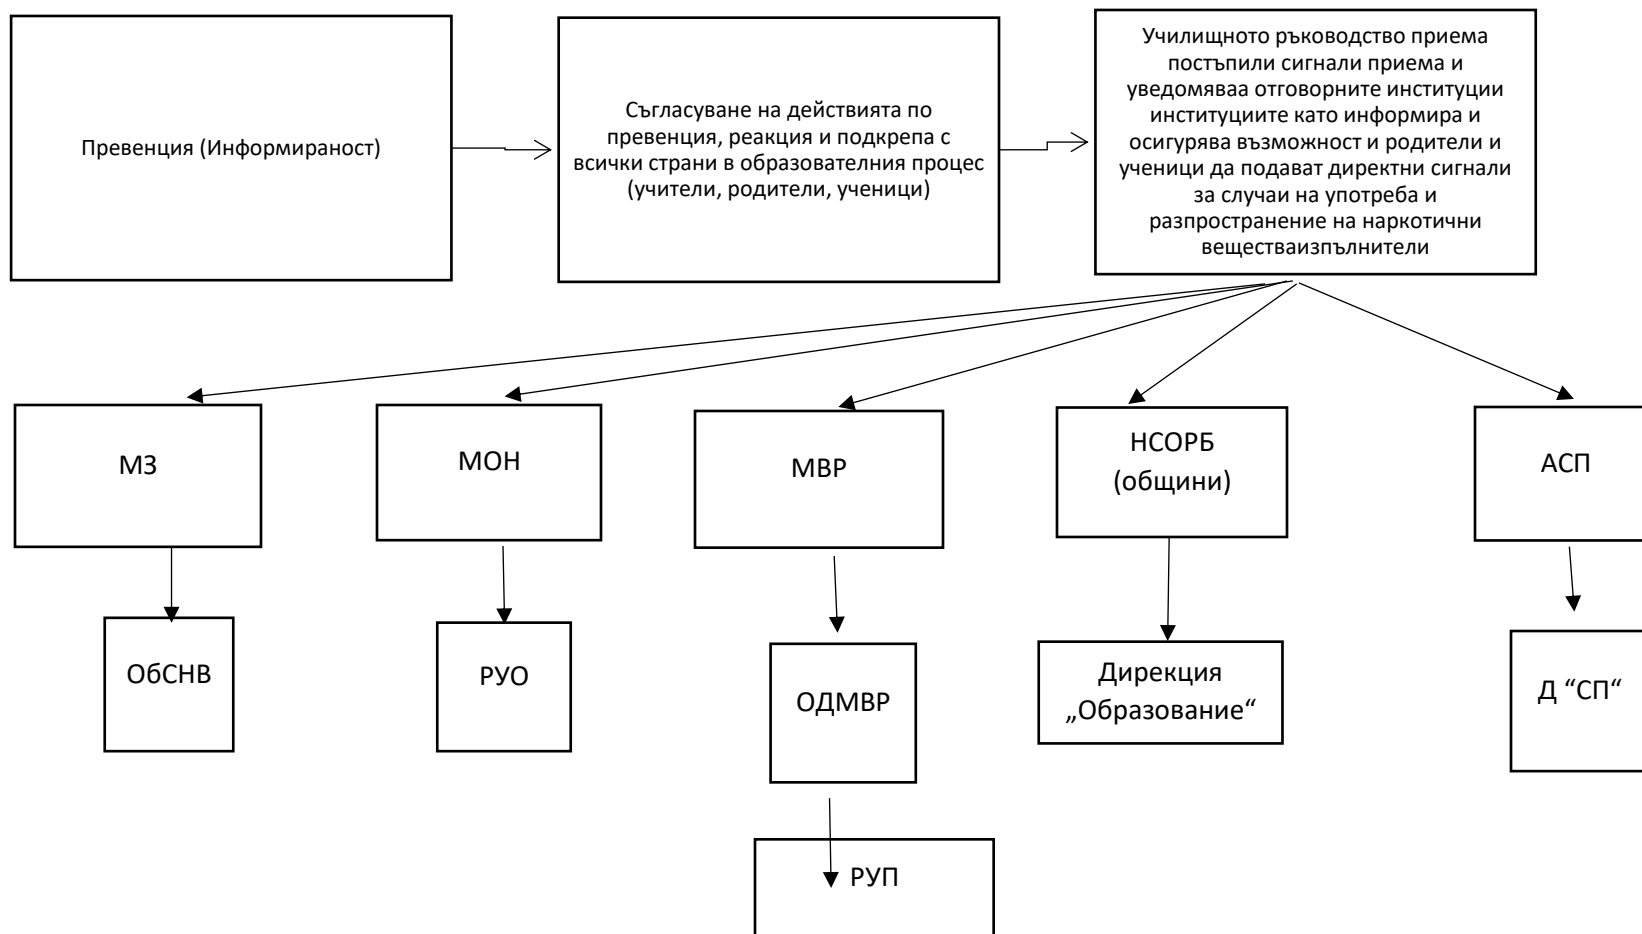 Превенция (Информираност)
Съгласуване на действията по
превенция, реакция и подкрепа с
всички страни в образователния процес
(учители, родители, ученици)
Училищното ръководство приема
постъпили сигнали приема и
уведомяваа отговорните институции
институциите като информира и
осигурява възможност и родители и
ученици да подават директни сигнали
за случаи на употреба и
разпространение на наркотични
веществаизпълнители
МЗ
МОН
МВР
НСОРБ
(общини)
АСП
ОбСНВ
РУО
ОДМВР
Дирекция
„Образование“
Д “СП“
РУП